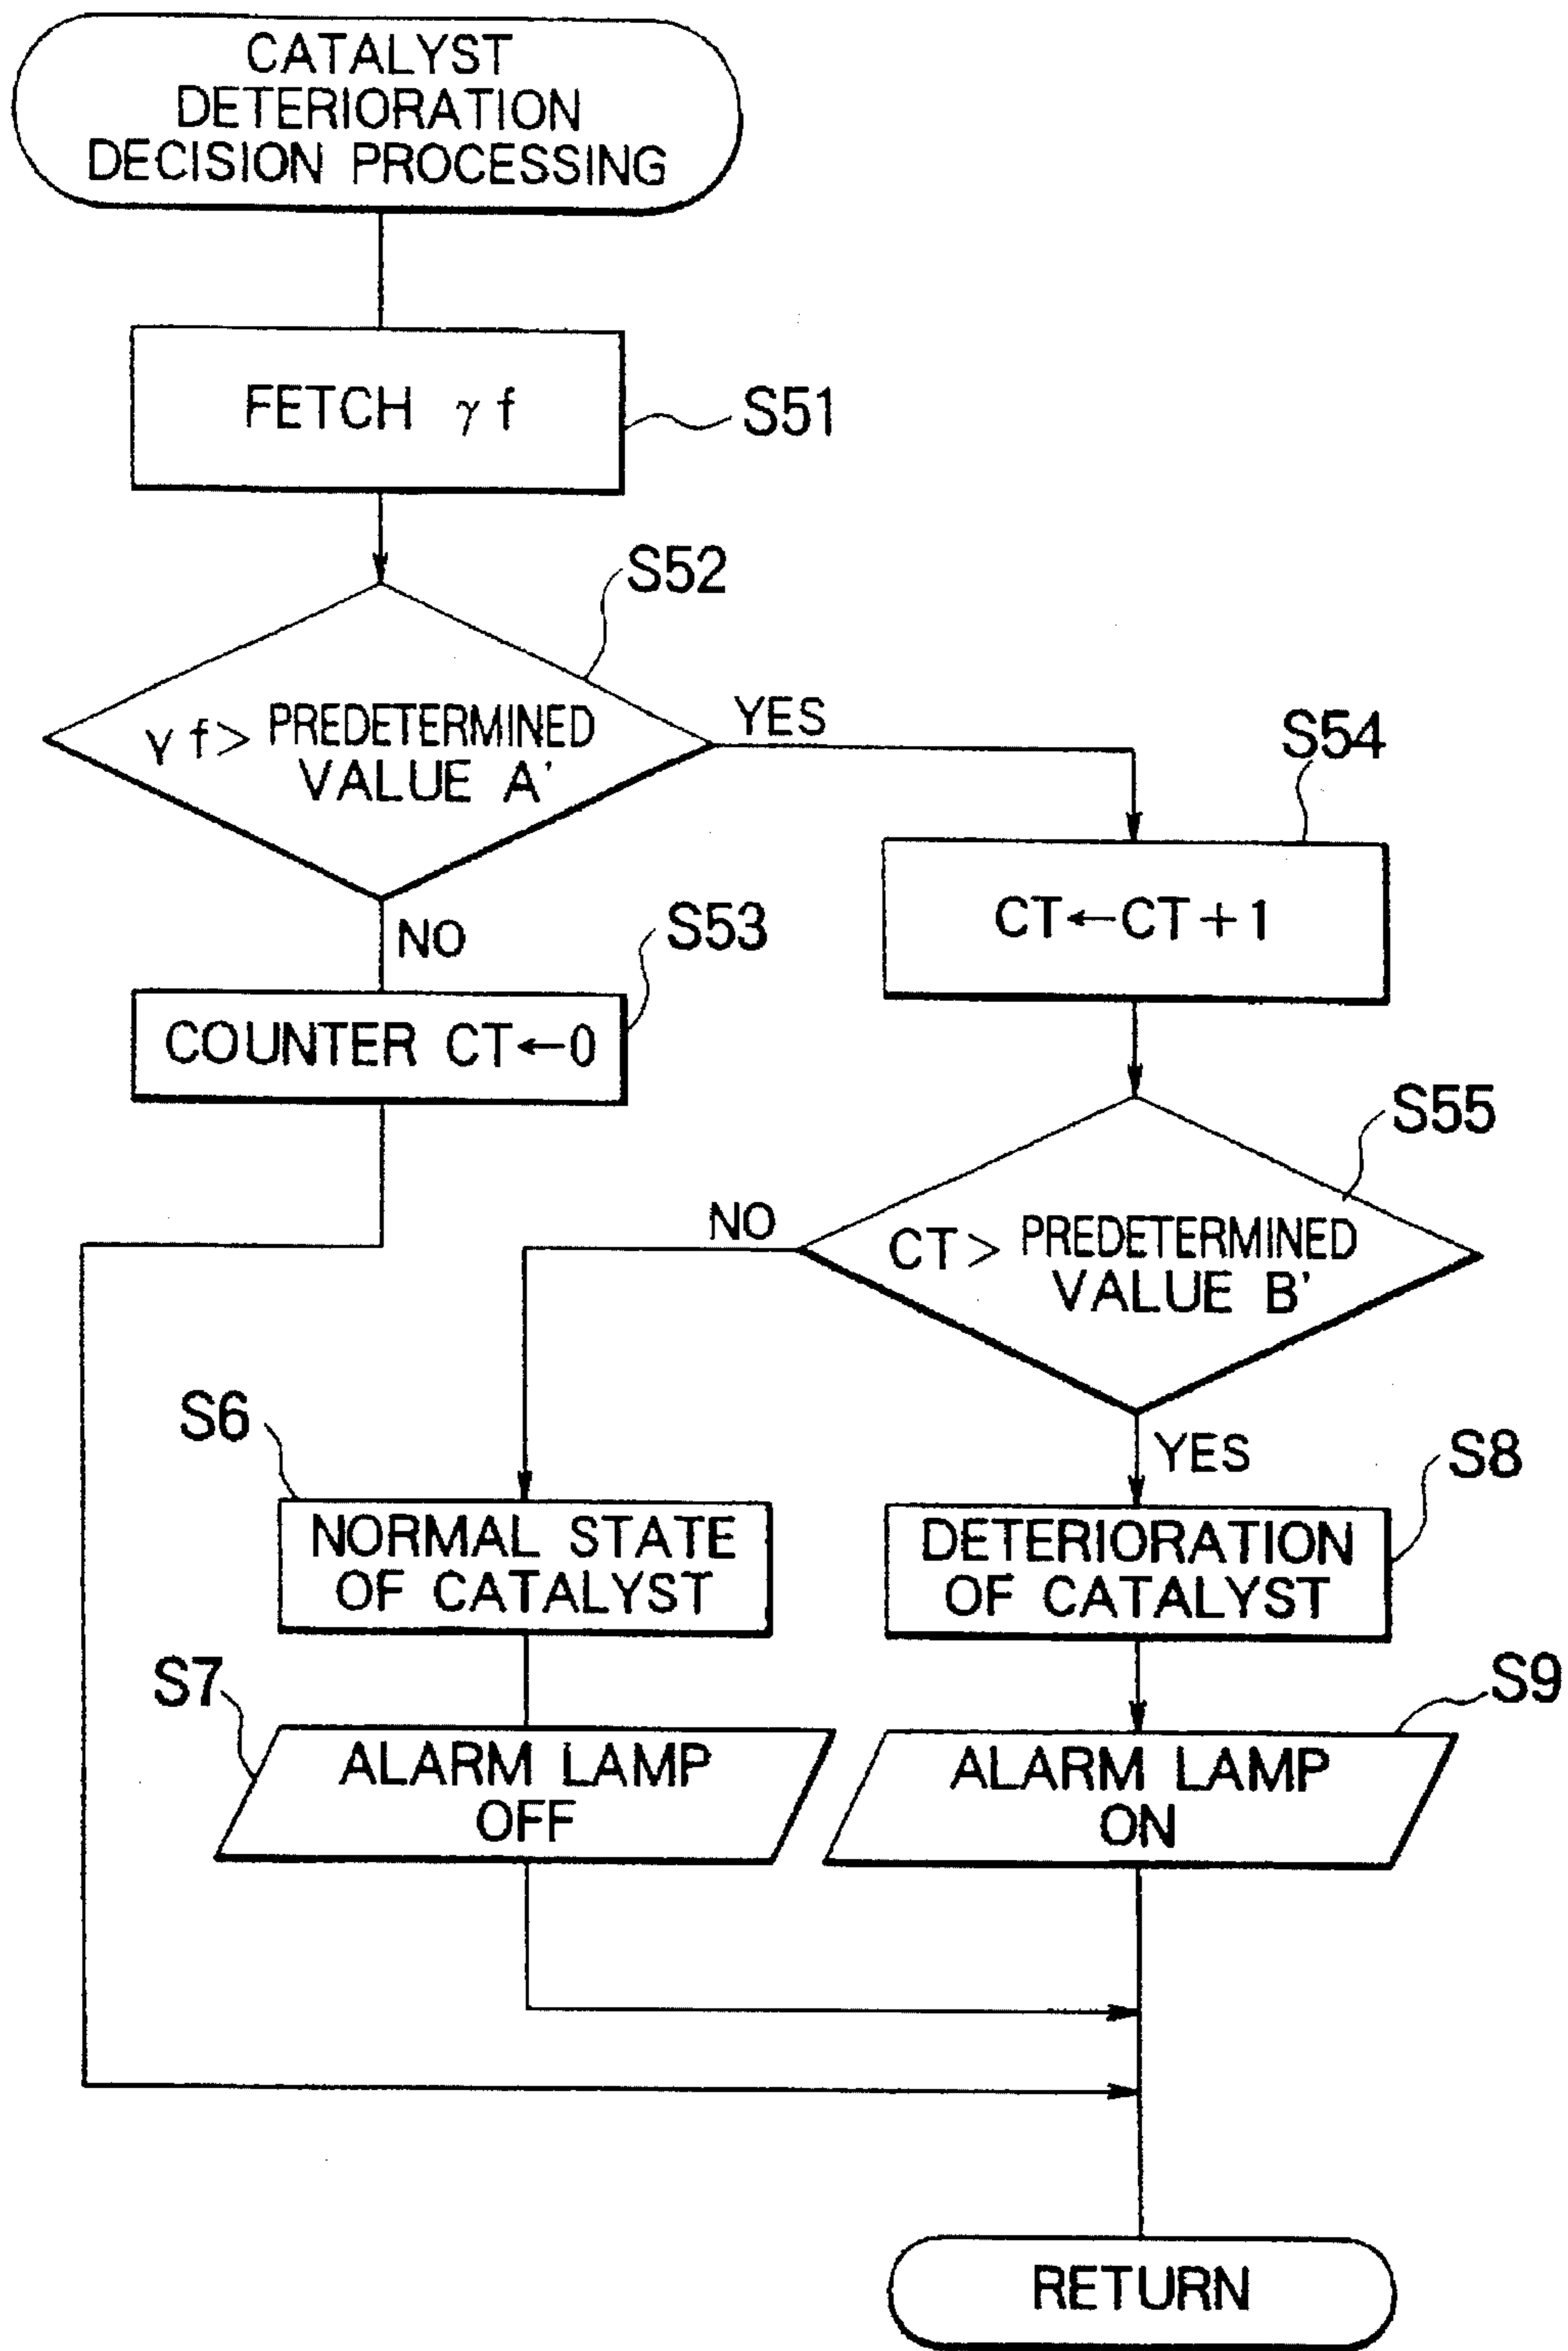 CATALYST
DETERIORATION
DECISION PROCESSING
FETCH γf
S51
S52
γf> PREDETERMINED
VALUE A'
YES
NO
S53
COUNTER CT←0
S54
CT←CT+1
S55
CT> PREDETERMINED
VALUE B'
NO
YES
S6
NORMAL STATE
OF CATALYST
S8
DETERIORATION
OF CATALYST
S7
ALARM LAMP
OFF
S9
ALARM LAMP
ON
RETURN